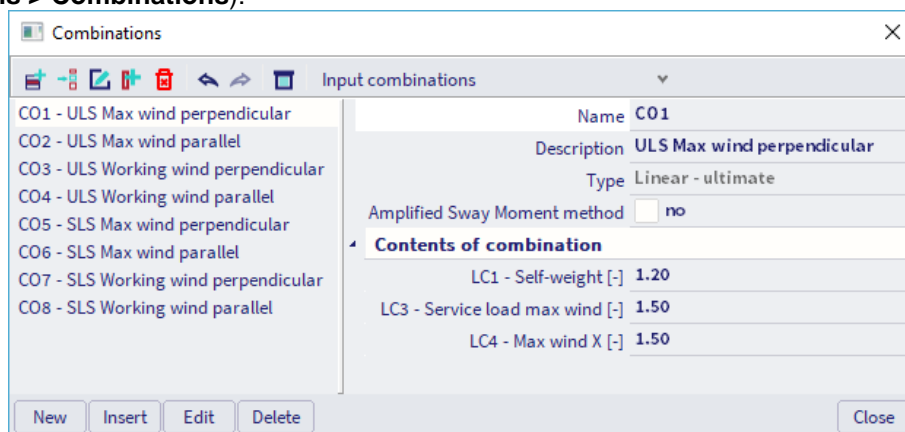 ns > Combinations).
Combinations
Input combinations
CO1 - ULS Max wind perpendicular
CO2 - ULS Max wind parallel
CO3 - ULS Working wind perpendicular
CO4 - ULS Working wind parallel
CO5 - SLS Max wind perpendicular
CO6 - SLS Max wind parallel
CO7 - SLS Working wind perpendicular
CO8 - SLS Working wind parallel
Name CO1
Description ULS Max wind perpendicular
Type Linear - ultimate
Amplified Sway Moment method no
Contents of combination
LC1 - Self-weight [-] 1.20
LC3 - Service load max wind [-] 1.50
LC4 - Max wind X [-] 1.50
New Insert Edit Delete Close